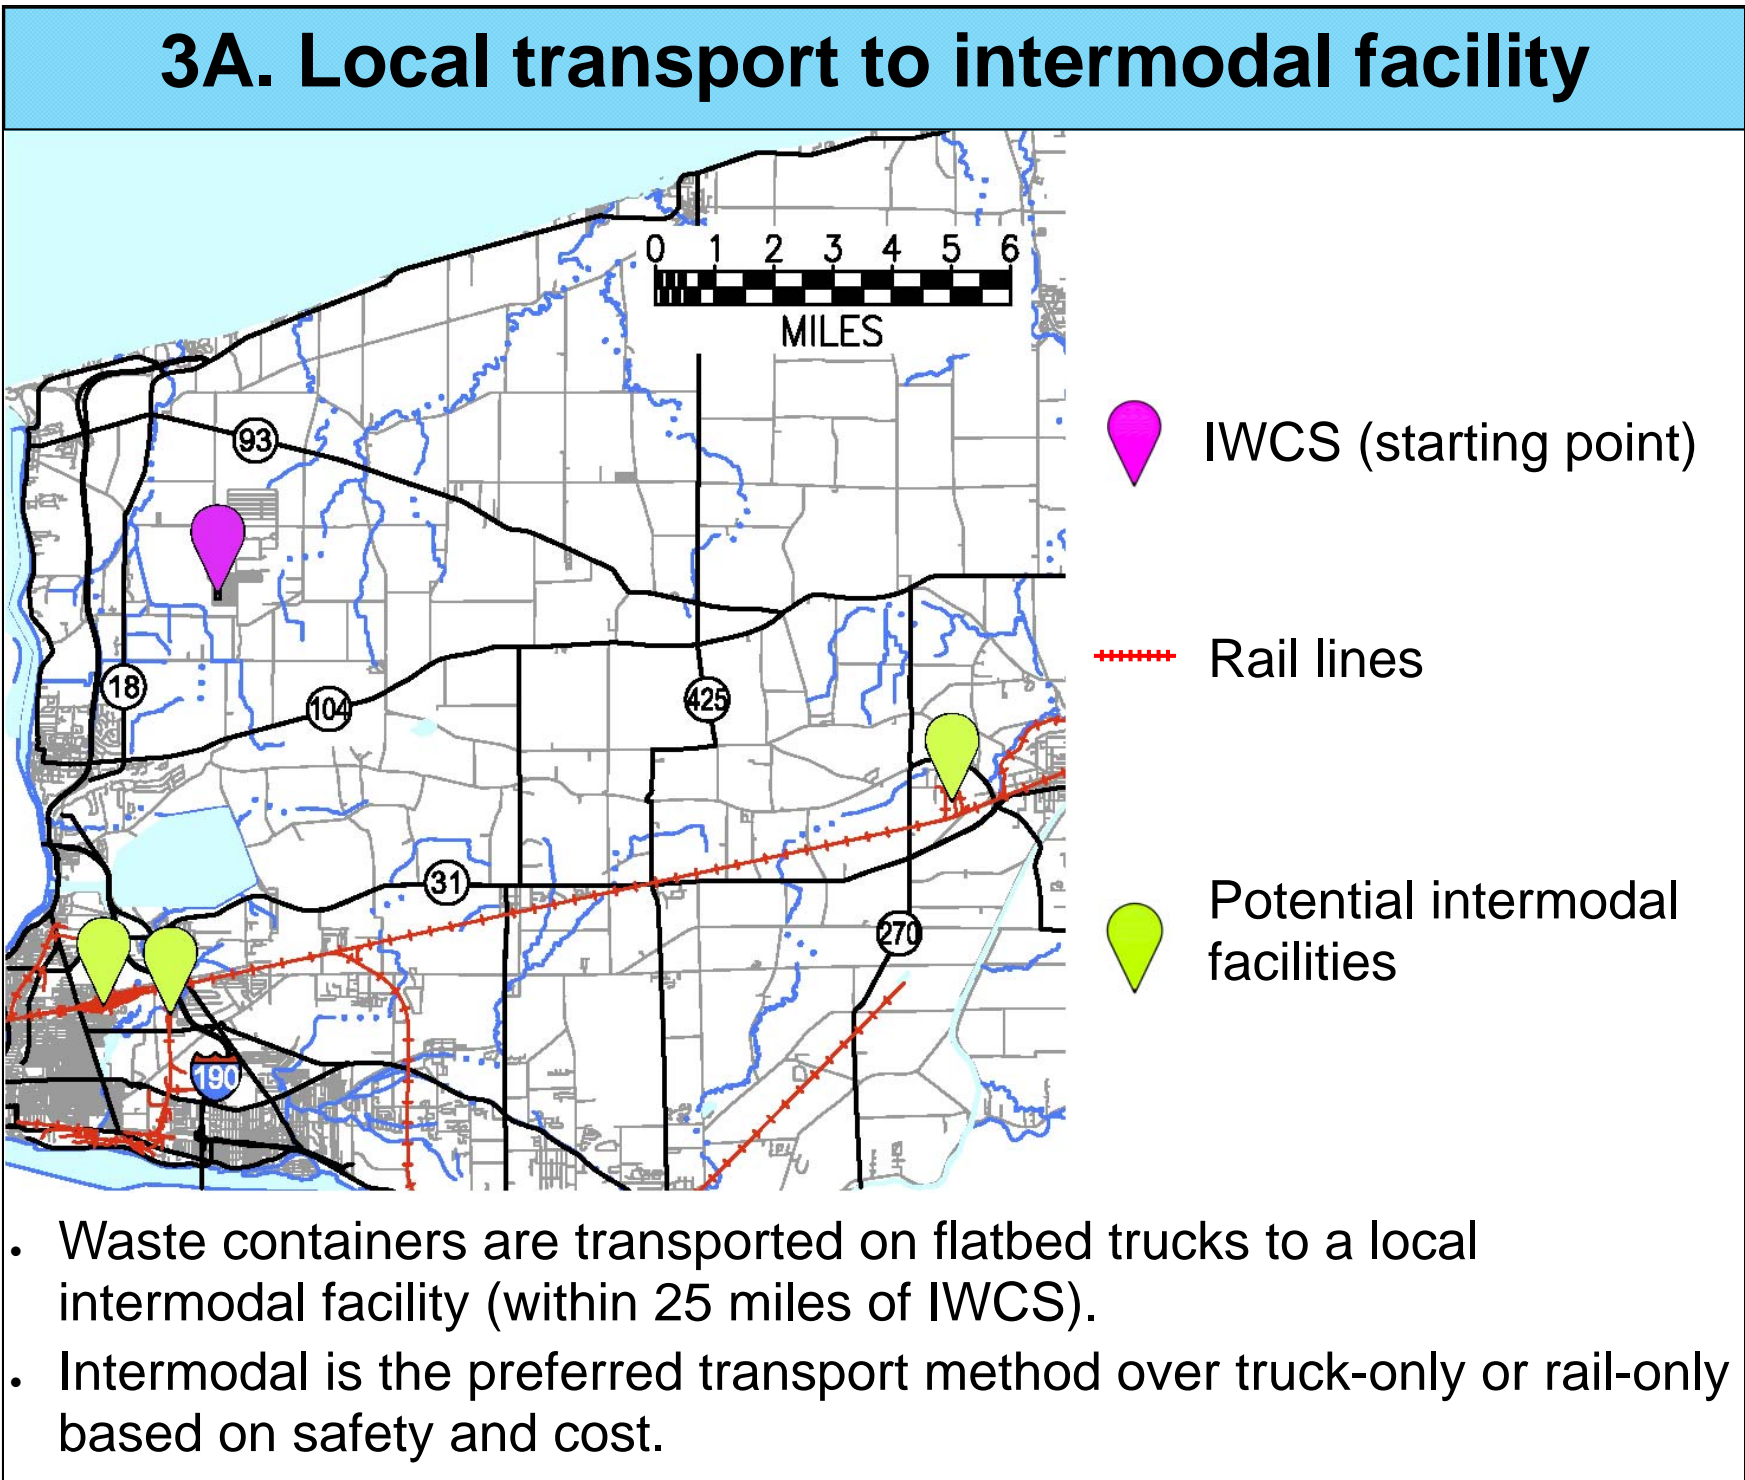 3A. Local transport to intermodal facility
0 1 2 3 4 5 6
MILES
93
18
104
425
31
270
190
IWCS (starting point)
Rail lines
Potential intermodal
facilities
. Waste containers are transported on flatbed trucks to a local
intermodal facility (within 25 miles of IWCS).
. Intermodal is the preferred transport method over truck-only or rail-only
based on safety and cost.